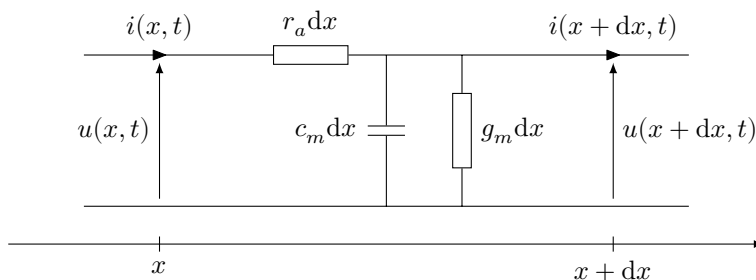 i(x, t)
r_a dx
i(x + dx, t)
u(x, t)
c_m dx
g_m dx
u(x + dx, t)
x
x + dx